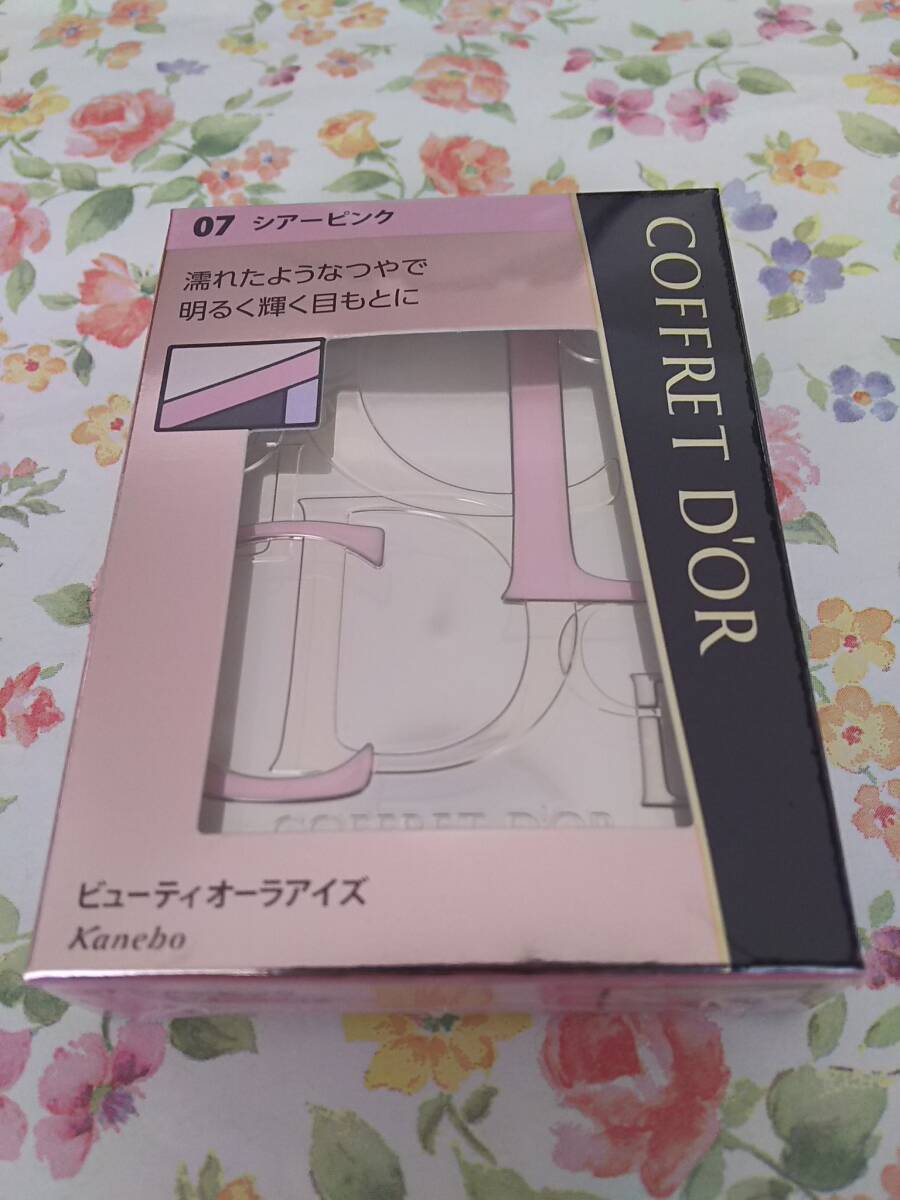 07 シアーピンク
濡れたようなつやで
明るく輝く目もとに
COFFRET D'OR
COFFRET D'OR
ビューティオーラアイズ
Kanebo